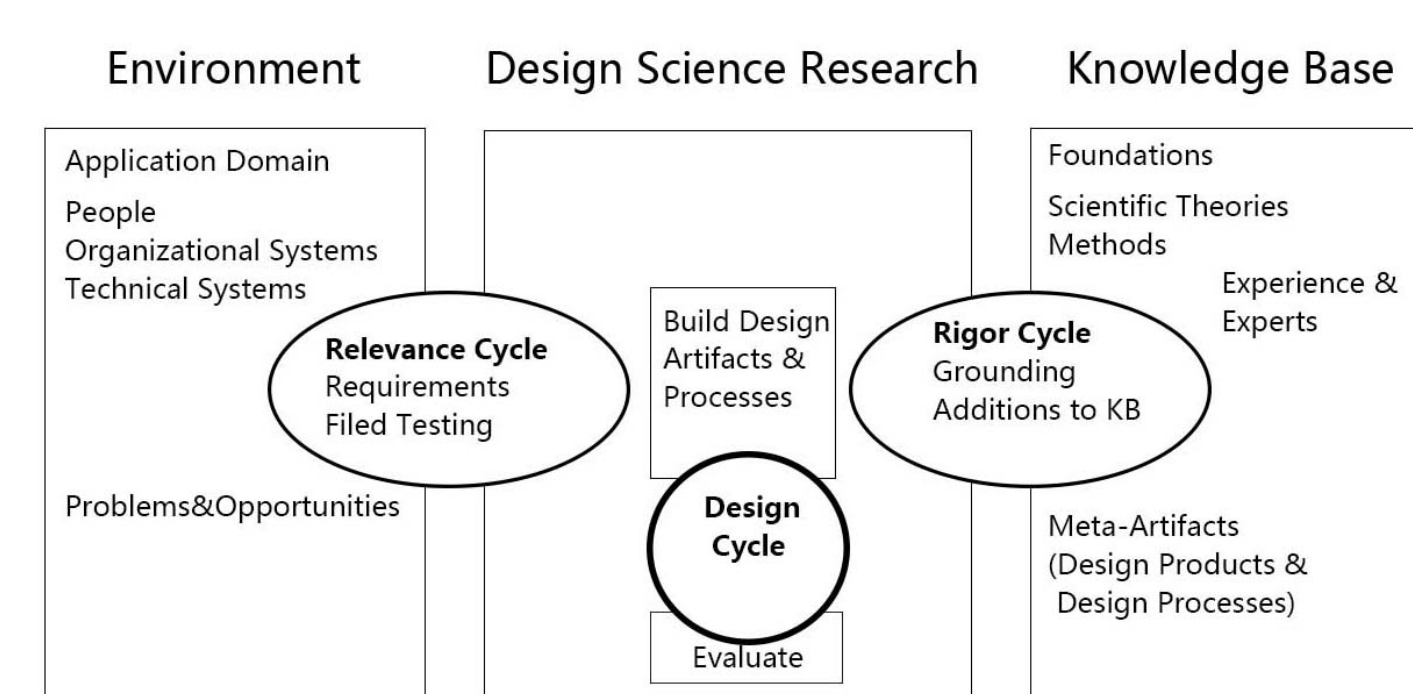 Environment
Design Science Research
Knowledge Base
Application Domain
People
Organizational Systems
Technical Systems
Relevance Cycle
Requirements
Filed Testing
Problems&Opportunities
Build Design
Artifacts &
Processes
Design
Cycle
Evaluate
Foundations
Scientific Theories
Methods
Experience &
Experts
Rigor Cycle
Grounding
Additions to KB
Meta-Artifacts
(Design Products &
Design Processes)